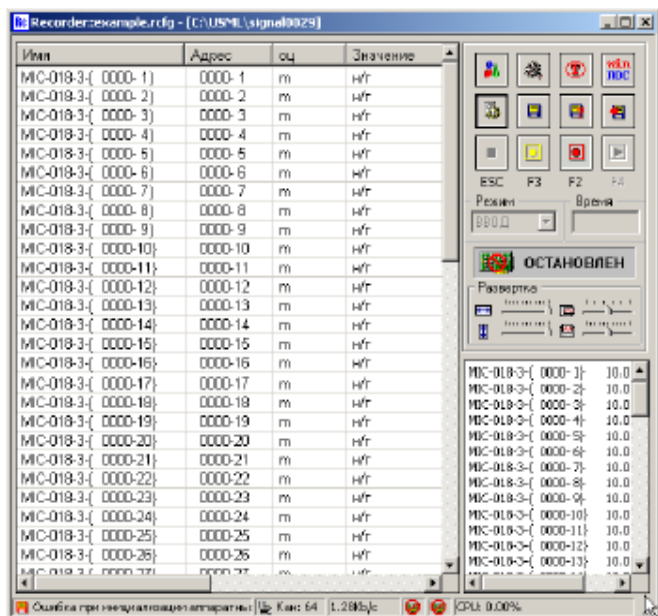 Recorder::example.rcfg - [C:\USML\signal0029]
Имя Адрес оц Значение
MIC-018-3-{ 0000- 1} 0000- 1 m н/т
MIC-018-3-{ 0000- 2} 0000- 2 m н/т
MIC-018-3-{ 0000- 3} 0000- 3 m н/т
MIC-018-3-{ 0000- 4} 0000- 4 m н/т
MIC-018-3-{ 0000- 5} 0000- 5 m н/т
MIC-018-3-{ 0000- 6} 0000- 6 m н/т
MIC-018-3-{ 0000- 7} 0000- 7 m н/т
MIC-018-3-{ 0000- 8} 0000- 8 m н/т
MIC-018-3-{ 0000- 9} 0000- 9 m н/т
MIC-018-3-{ 0000-10} 0000-10 m н/т
MIC-018-3-{ 0000-11} 0000-11 m н/т
MIC-018-3-{ 0000-12} 0000-12 m н/т
MIC-018-3-{ 0000-13} 0000-13 m н/т
MIC-018-3-{ 0000-14} 0000-14 m н/т
MIC-018-3-{ 0000-15} 0000-15 m н/т
MIC-018-3-{ 0000-16} 0000-16 m н/т
MIC-018-3-{ 0000-17} 0000-17 m н/т
MIC-018-3-{ 0000-18} 0000-18 m н/т
MIC-018-3-{ 0000-19} 0000-19 m н/т
MIC-018-3-{ 0000-20} 0000-20 m н/т
MIC-018-3-{ 0000-21} 0000-21 m н/т
MIC-018-3-{ 0000-22} 0000-22 m н/т
MIC-018-3-{ 0000-23} 0000-23 m н/т
MIC-018-3-{ 0000-24} 0000-24 m н/т
MIC-018-3-{ 0000-25} 0000-25 m н/т
MIC-018-3-{ 0000-26} 0000-26 m н/т
MIC-018-3-{ 0000-27} 0000-27 m н/т
win ПОС
ESC F3 F2 F4
Режим Время
ВВОД
ОСТАНОВЛЕН
Развертка
MIC-018-3-{ 0000- 1} 10.0
MIC-018-3-{ 0000- 2} 10.0
MIC-018-3-{ 0000- 3} 10.0
MIC-018-3-{ 0000- 4} 10.0
MIC-018-3-{ 0000- 5} 10.0
MIC-018-3-{ 0000- 6} 10.0
MIC-018-3-{ 0000- 7} 10.0
MIC-018-3-{ 0000- 8} 10.0
MIC-018-3-{ 0000- 9} 10.0
MIC-018-3-{ 0000-10} 10.0
MIC-018-3-{ 0000-11} 10.0
MIC-018-3-{ 0000-12} 10.0
MIC-018-3-{ 0000-13} 10.0
Ошибка при инициализации аппаратны: Кан: 64 1.28Kb/c CPU: 0.00%